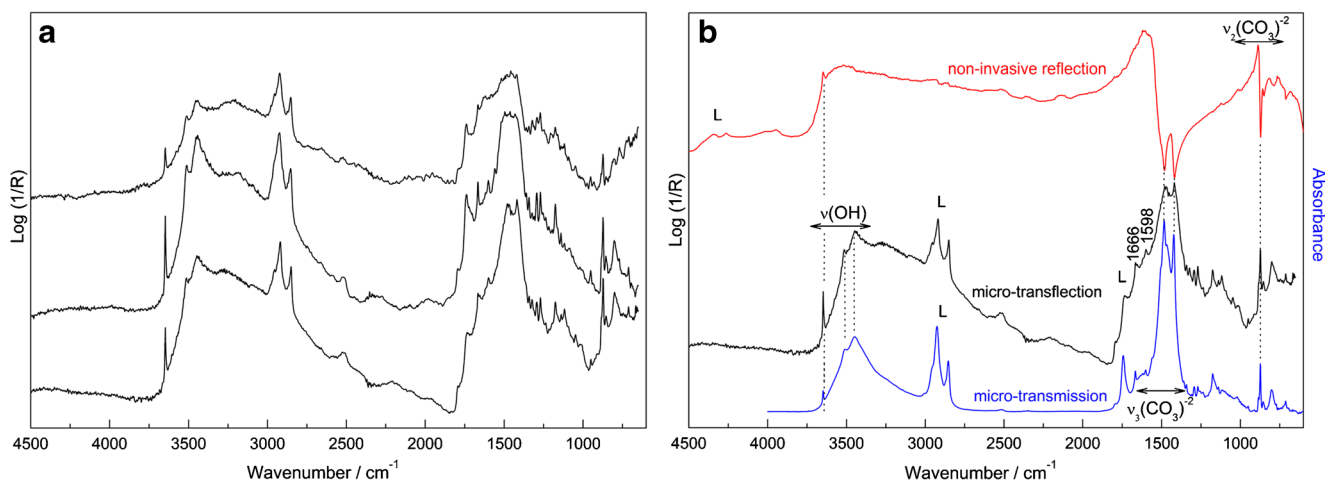 a
Log (1/R)
4500 4000 3500 3000 2500 2000 1500 1000
Wavenumber / cm-1
b
ν2(CO3)-2
non-invasive reflection
L
Log (1/R)
Absorbance
ν(OH)
L
1666
1598
L
micro-transflection
L
micro-transmission
ν3(CO3)-2
4500 4000 3500 3000 2500 2000 1500 1000
Wavenumber / cm-1